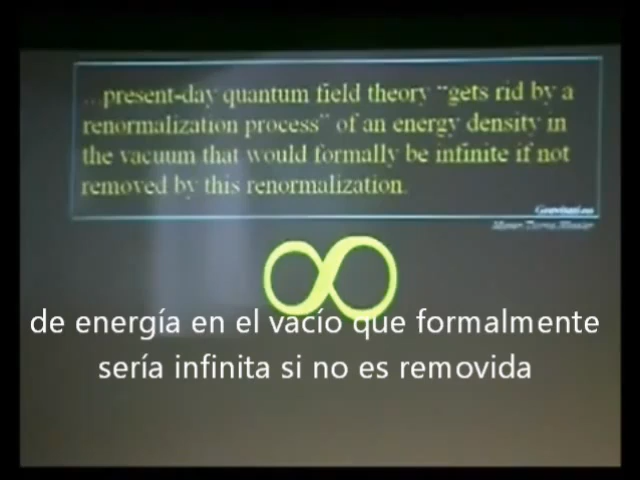 ...present-day quantum field theory "gets rid by a
renormalization process" of an energy density in
the vacuum that would formally be infinite if not
removed by this renormalization.
Gravitation
∞
de energía en el vacío que formalmente
sería infinita si no es removida